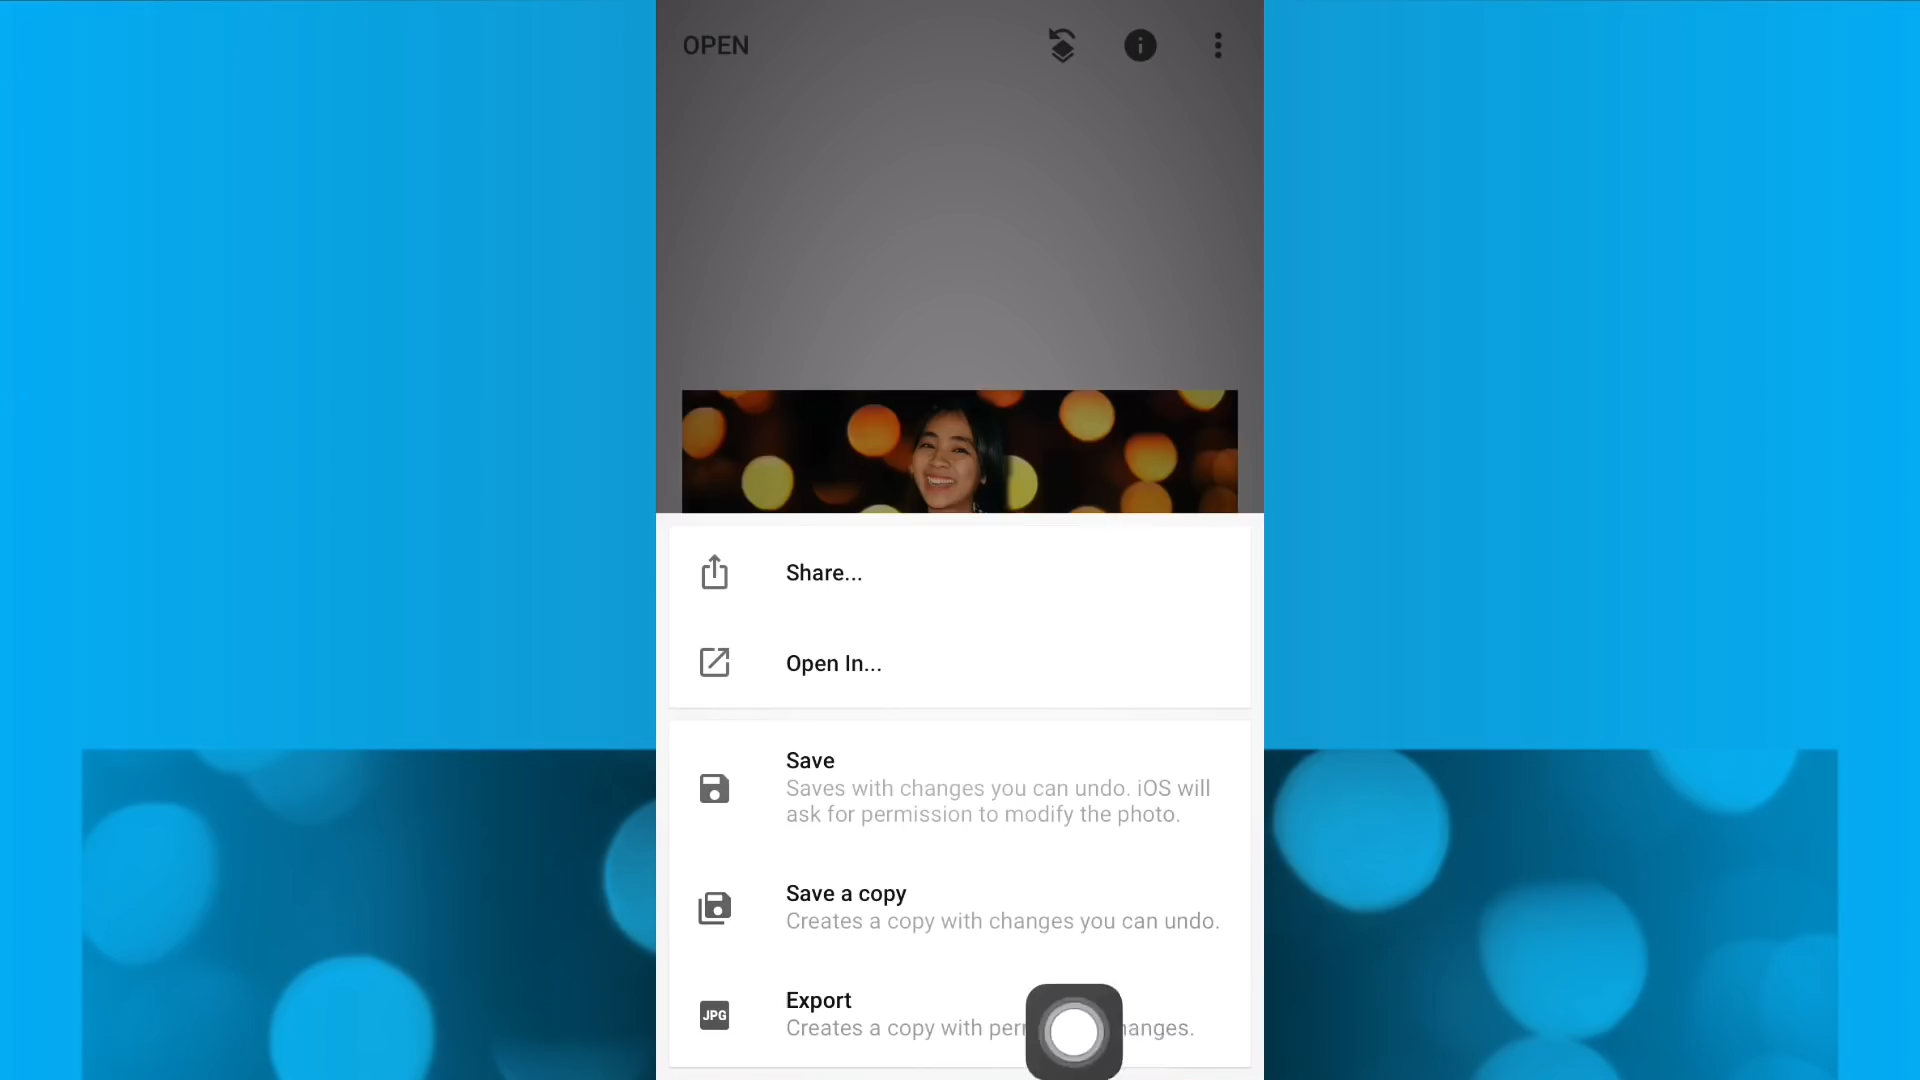 OPEN
Share...
Open In...
Save
Saves with changes you can undo. iOS will
ask for permission to modify the photo.
Save a copy
Creates a copy with changes you can undo.
JPG
Export
Creates a copy with per hanges.